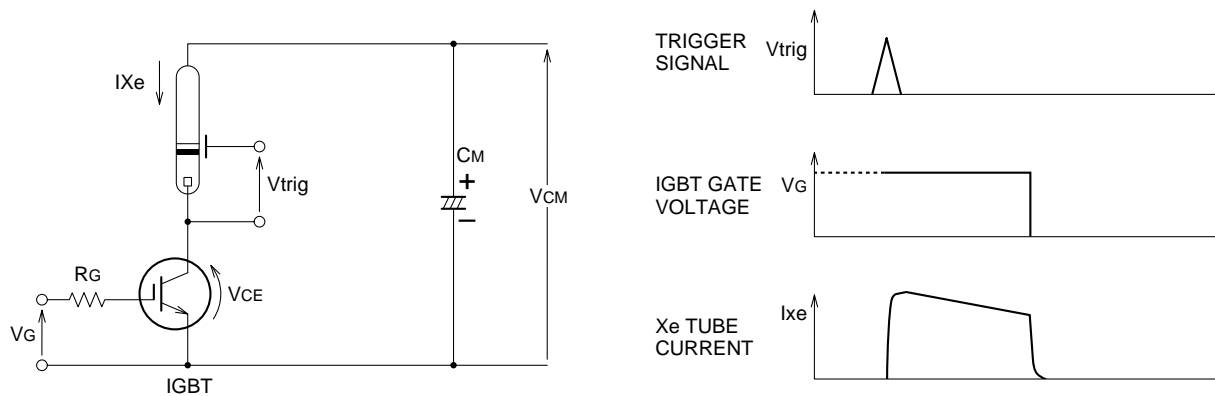 IXe
Vtrig
CM
+
–
VCM
RG
VCE
VG
IGBT
TRIGGER
SIGNAL
Vtrig
IGBT GATE
VOLTAGE
VG
Xe TUBE
CURRENT
Ixe